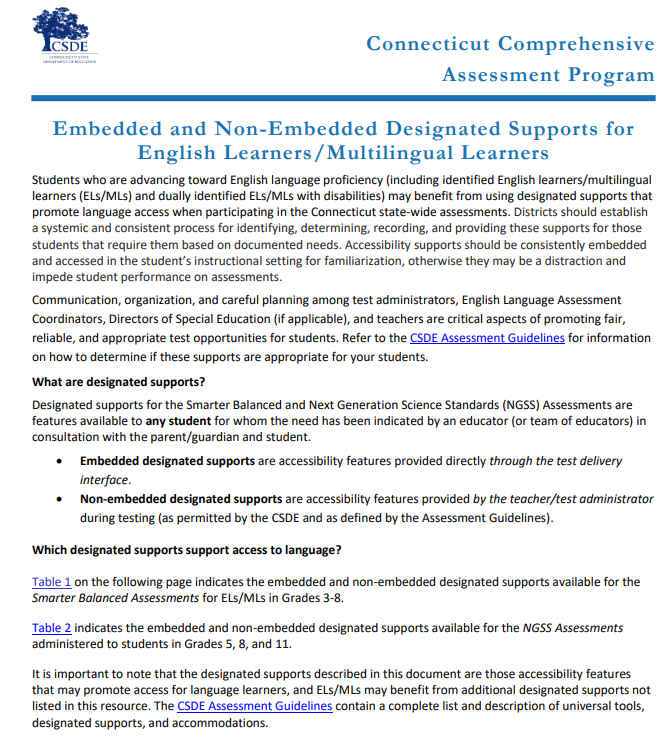 CSDE
CONNECTICUT STATE
DEPARTMENT OF EDUCATION
Connecticut Comprehensive
Assessment Program
Embedded and Non-Embedded Designated Supports for
English Learners/Multilingual Learners
Students who are advancing toward English language proficiency (including identified English learners/multilingual
learners (ELs/MLs) and dually identified ELs/MLs with disabilities) may benefit from using designated supports that
promote language access when participating in the Connecticut state-wide assessments. Districts should establish
a systemic and consistent process for identifying, determining, recording, and providing these supports for those
students that require them based on documented needs. Accessibility supports should be consistently embedded
and accessed in the student’s instructional setting for familiarization, otherwise they may be a distraction and
impede student performance on assessments.
Communication, organization, and careful planning among test administrators, English Language Assessment
Coordinators, Directors of Special Education (if applicable), and teachers are critical aspects of promoting fair,
reliable, and appropriate test opportunities for students. Refer to the CSDE Assessment Guidelines for information
on how to determine if these supports are appropriate for your students.
What are designated supports?
Designated supports for the Smarter Balanced and Next Generation Science Standards (NGSS) Assessments are
features available to any student for whom the need has been indicated by an educator (or team of educators) in
consultation with the parent/guardian and student.
• Embedded designated supports are accessibility features provided directly through the test delivery
interface.
• Non-embedded designated supports are accessibility features provided by the teacher/test administrator
during testing (as permitted by the CSDE and as defined by the Assessment Guidelines).
Which designated supports support access to language?
Table 1 on the following page indicates the embedded and non-embedded designated supports available for the
Smarter Balanced Assessments for ELs/MLs in Grades 3-8.
Table 2 indicates the embedded and non-embedded designated supports available for the NGSS Assessments
administered to students in Grades 5, 8, and 11.
It is important to note that the designated supports described in this document are those accessibility features
that may promote access for language learners, and ELs/MLs may benefit from additional designated supports not
listed in this resource. The CSDE Assessment Guidelines contain a complete list and description of universal tools,
designated supports, and accommodations.